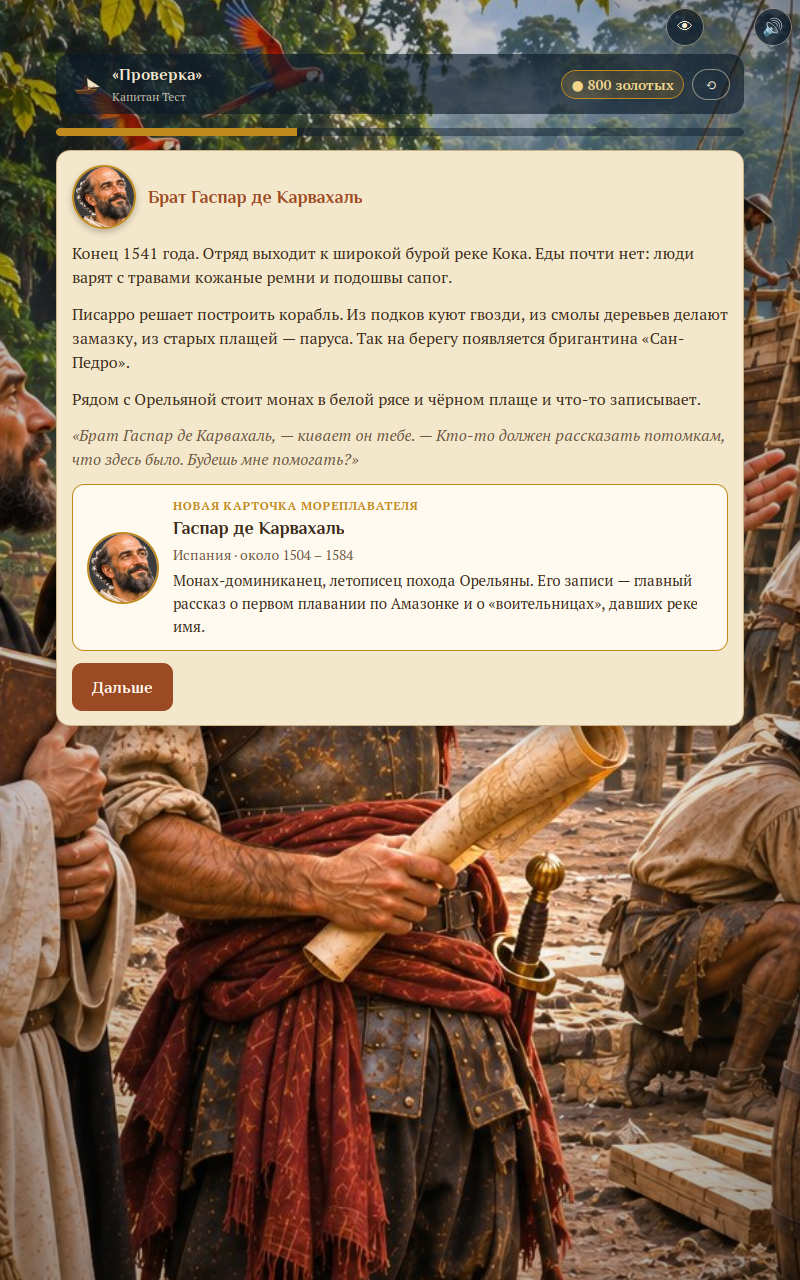 «Проверка»
Капитан Тест
800 золотых
Брат Гаспар де Карвахаль
Конец 1541 года. Отряд выходит к широкой бурой реке Кока. Еды почти нет: люди
варят с травами кожаные ремни и подошвы сапог.
Писарро решает построить корабль. Из подков куют гвозди, из смолы деревьев делают
замазку, из старых плащей — паруса. Так на берегу появляется бригантина «Сан-
Педро».
Рядом с Орельяной стоит монах в белой рясе и чёрном плаще и что-то записывает.
«Брат Гаспар де Карвахаль, — кивает он тебе. — Кто-то должен рассказать потомкам,
что здесь было. Будешь мне помогать?»
НОВАЯ КАРТОЧКА МОРЕПЛАВАТЕЛЯ
Гаспар де Карвахаль
Испания · около 1504 – 1584
Монах-доминиканец, летописец похода Орельяны. Его записи — главный
рассказ о первом плавании по Амазонке и о «воительницах», давших реке
имя.
Дальше